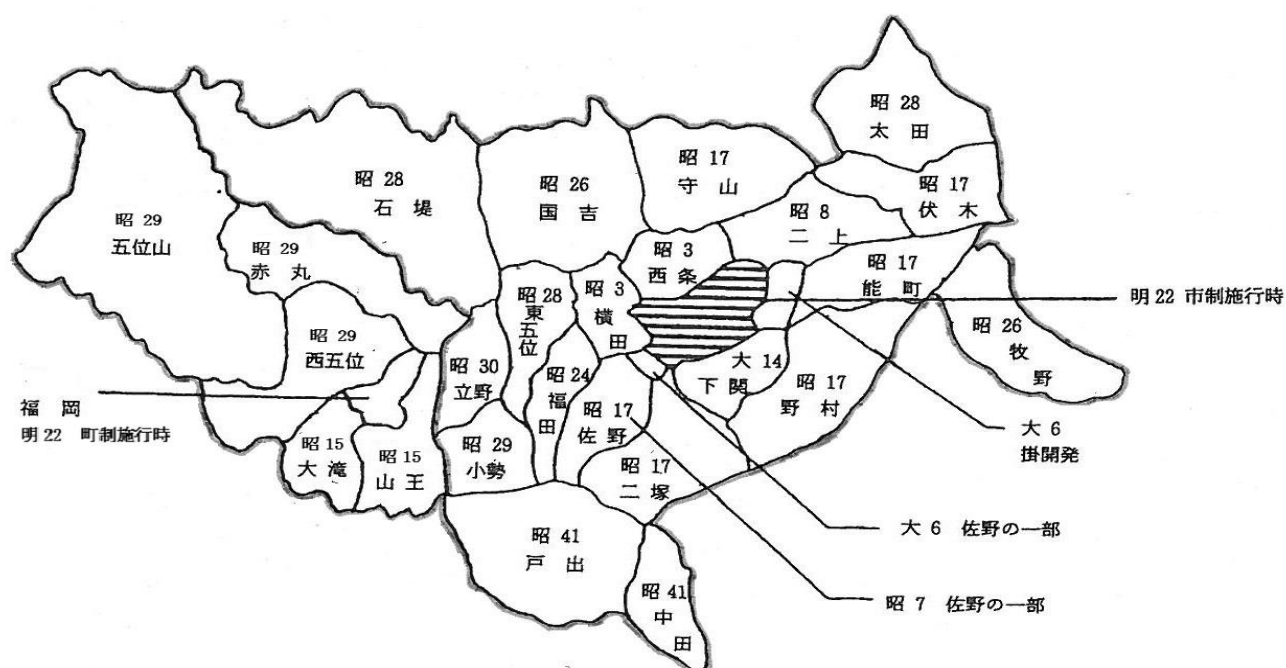 昭 28
太 田
昭 17
守 山
昭 17
伏 木
昭 28
石 堤
昭 26
国 吉
昭 8
二 上
昭 29
五位山
昭 29
赤 丸
昭 3
西 条
昭 17
能 町
明 22 市制施行時
昭 28
東五位
昭 3
横田
昭 26
牧
野
昭 29
西五位
昭 30
立野
昭 24
福田
大 14
下 関
昭 17
野 村
福 岡
明 22 町制施行時
昭 17
佐 野
大 6
掛開発
昭 15
大 滝
昭 15
山 王
昭 29
小勢
昭 17
二 塚
大 6 佐野の一部
昭 41
戸 出
昭 7 佐野の一部
昭 41
中
田